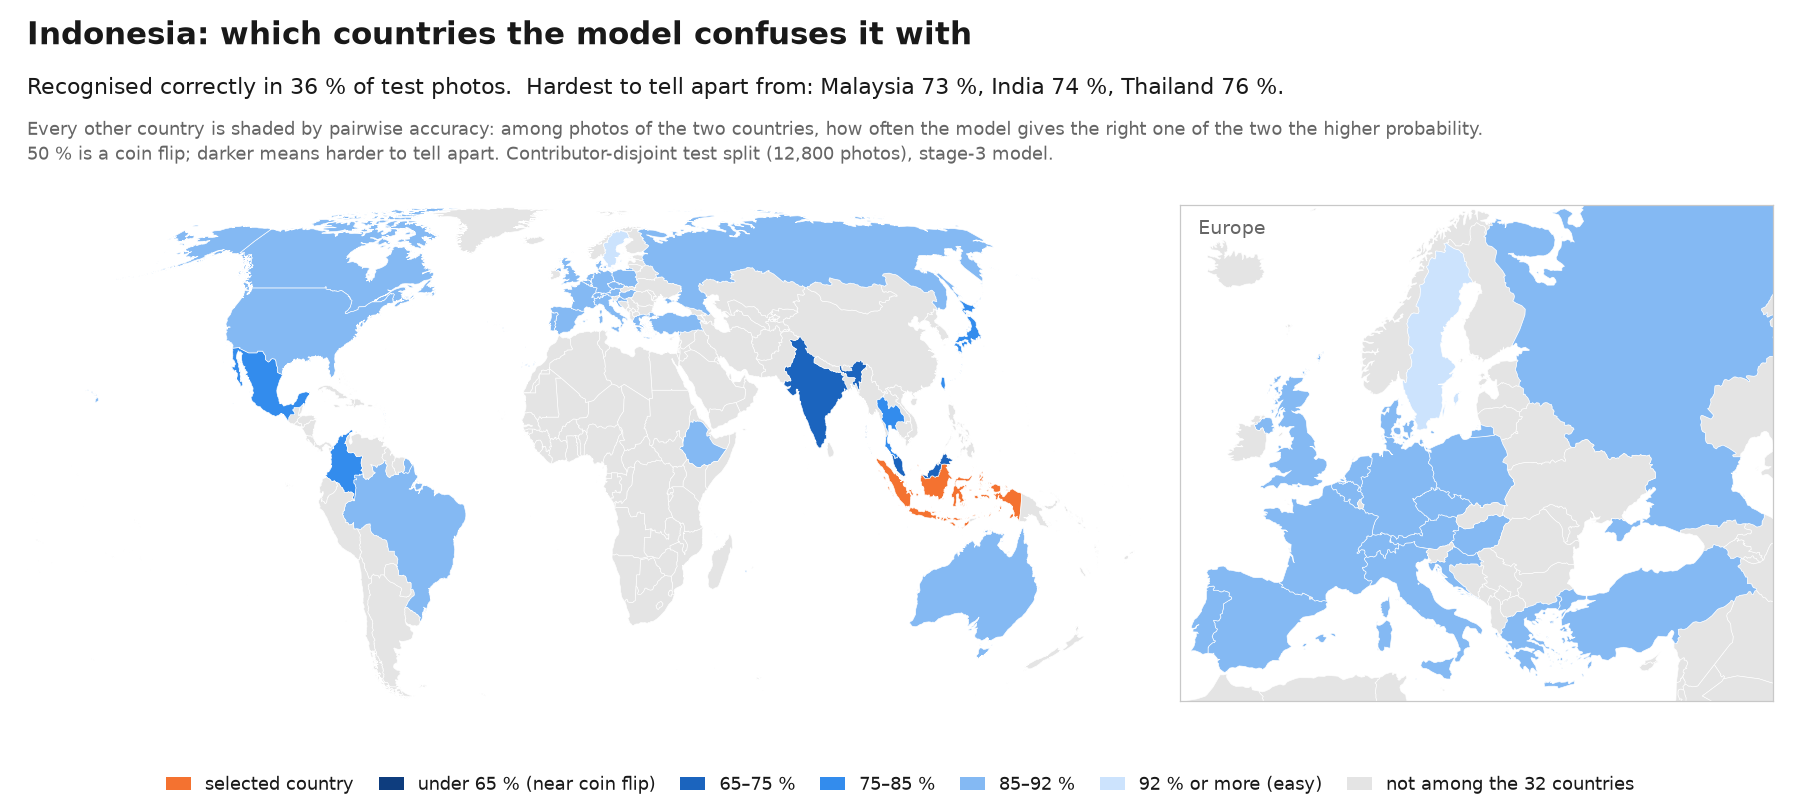 Indonesia: which countries the model confuses it with
Recognised correctly in 36 % of test photos.  Hardest to tell apart from: Malaysia 73 %, India 74 %, Thailand 76 %.
Every other country is shaded by pairwise accuracy: among photos of the two countries, how often the model gives the right one of the two the higher probability.
50 % is a coin flip; darker means harder to tell apart. Contributor-disjoint test split (12,800 photos), stage-3 model.
Europe
selected country
under 65 % (near coin flip)
65–75 %
75–85 %
85–92 %
92 % or more (easy)
not among the 32 countries